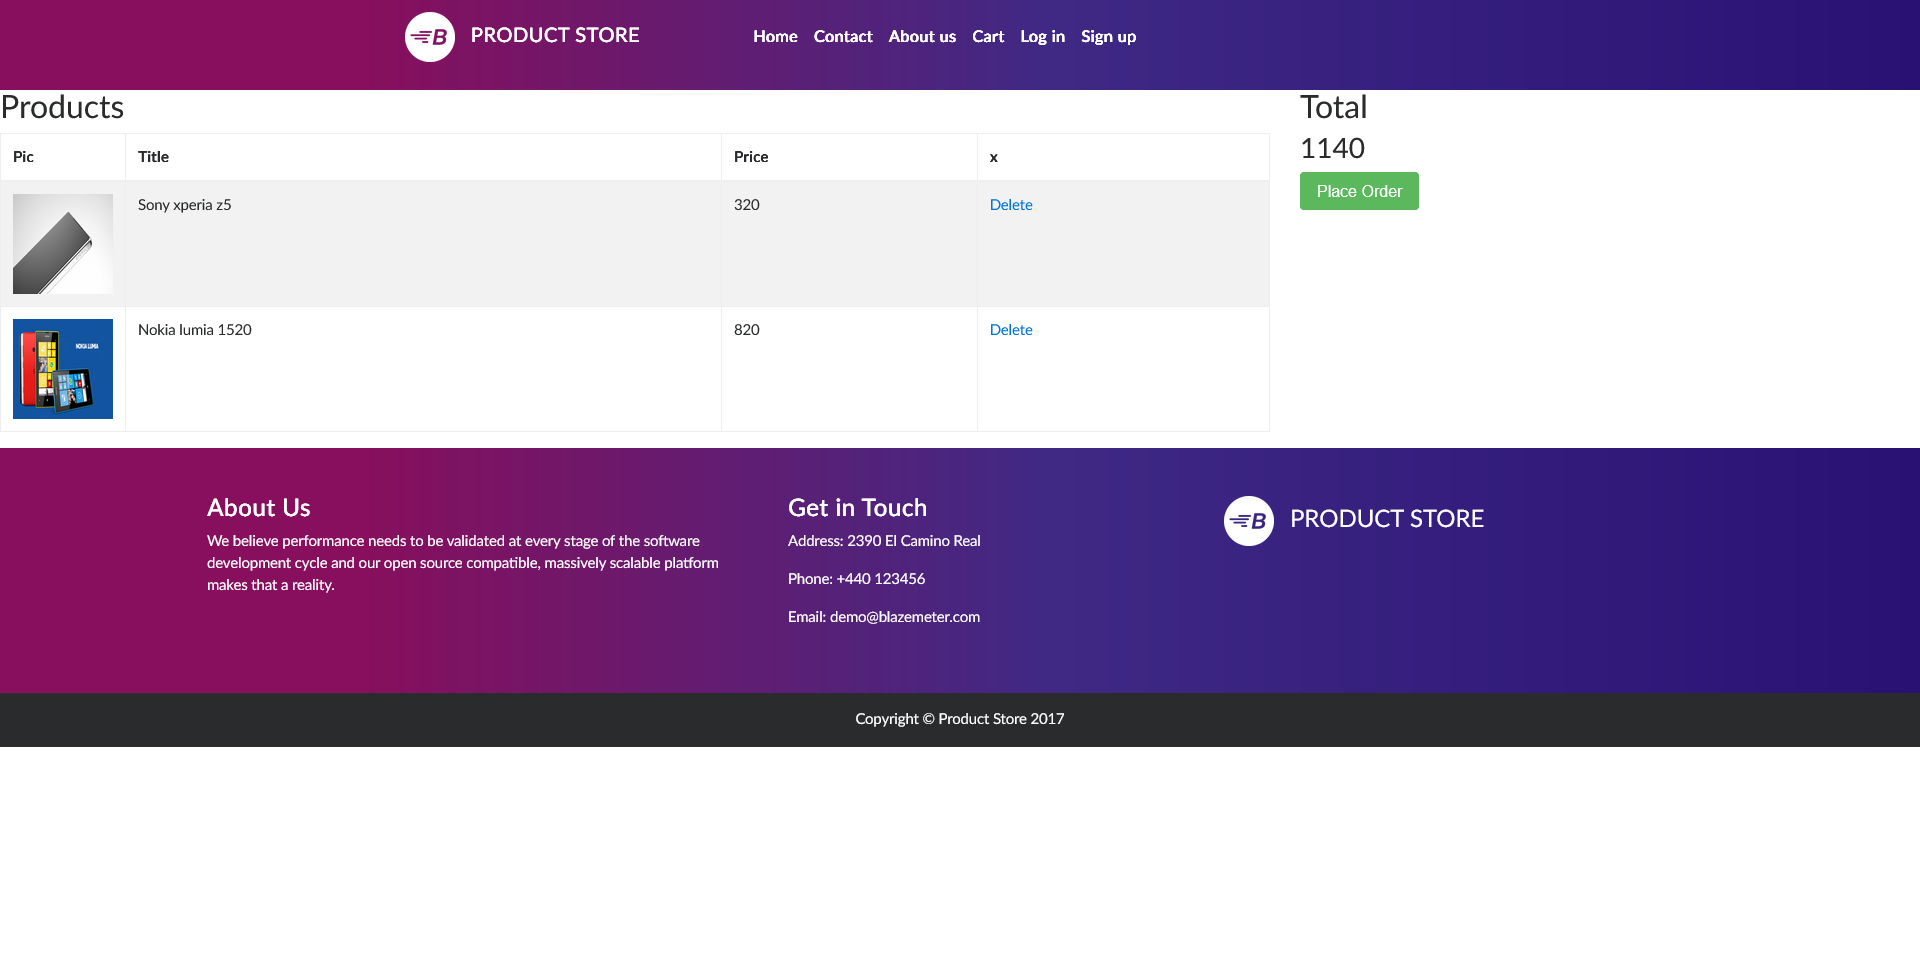 B PRODUCT STORE
Home Contact About us Cart Log in Sign up
Products
Pic Title Price x
Sony xperia z5 320 Delete
NOKIA LUMIA
Nokia lumia 1520 820 Delete
Total
1140
Place Order
About Us
We believe performance needs to be validated at every stage of the software
development cycle and our open source compatible, massively scalable platform
makes that a reality.
Get in Touch
Address: 2390 El Camino Real
Phone: +440 123456
Email: demo@blazemeter.com
B PRODUCT STORE
Copyright © Product Store 2017